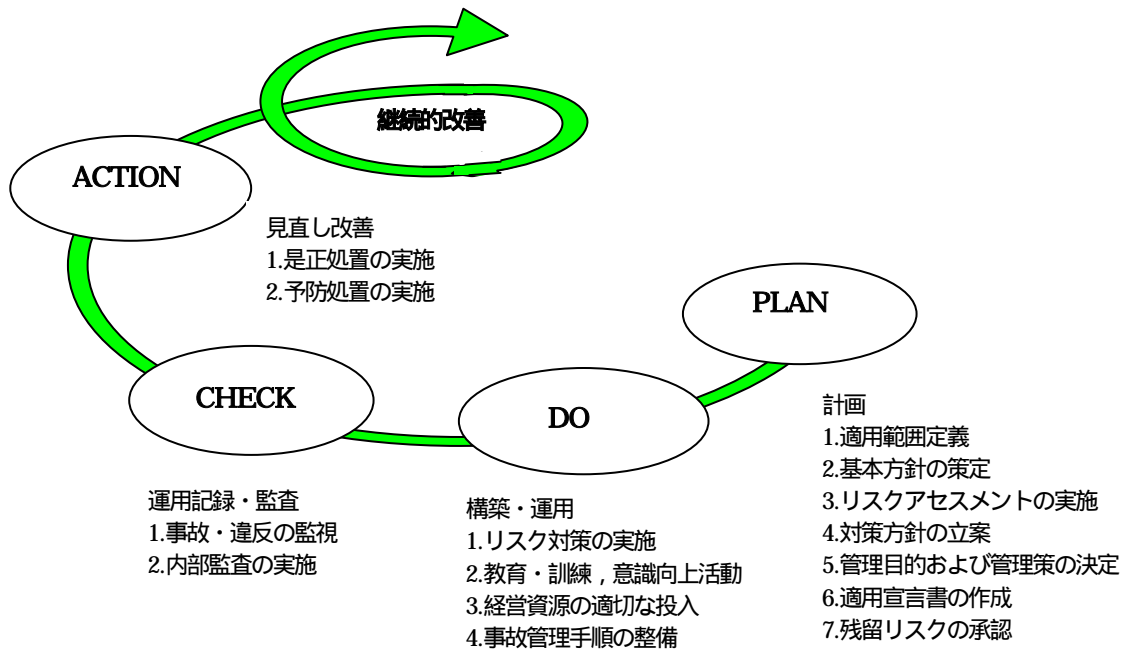 継続的改善
ACTION
見直し改善
1.是正処置の実施
2.予防処置の実施
PLAN
計画
1.適用範囲定義
2.基本方針の策定
3.リスクアセスメントの実施
4.対策方針の立案
5.管理目的および管理策の決定
6.適用宣言書の作成
7.残留リスクの承認
CHECK
運用記録・監査
1.事故・違反の監視
2.内部監査の実施
DO
構築・運用
1.リスク対策の実施
2.教育・訓練，意識向上活動
3.経営資源の適切な投入
4.事故管理手順の整備